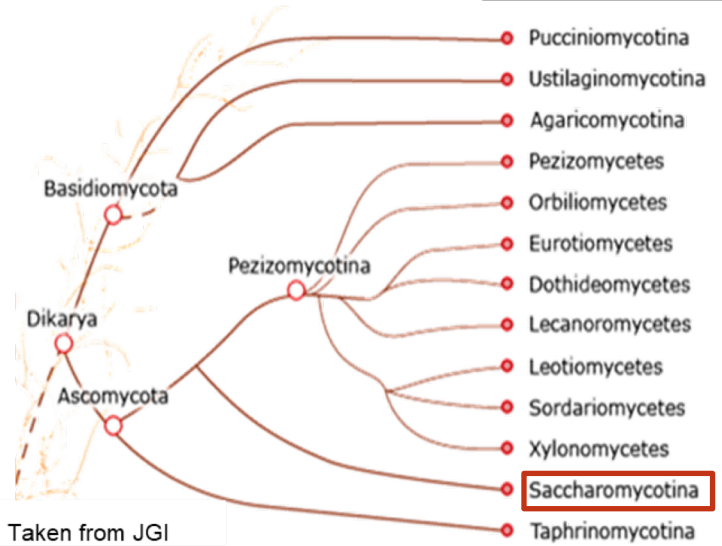 Pucciniomycotina
Ustilaginomycotina
Agaricomycotina
Pezizomycetes
Basidiomycota
Orbiliomycetes
Eurotiomycetes
Pezizomycotina
Dothideomycetes
Dikarya
Lecanoromycetes
Leotiomycetes
Ascomycota
Sordariomycetes
Xylonomycetes
Saccharomycotina
Taphrinomycotina
Taken from JGI